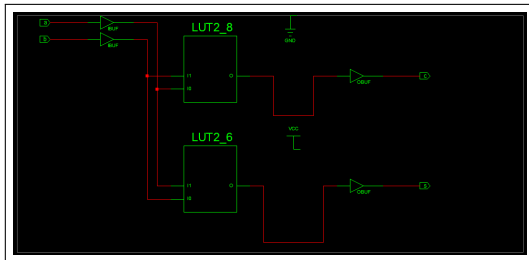 a
IBUF
b
IBUF
LUT2_8
GND
I1
O
I0
OBUF
c
VCC
LUT2_6
I1
O
I0
OBUF
s